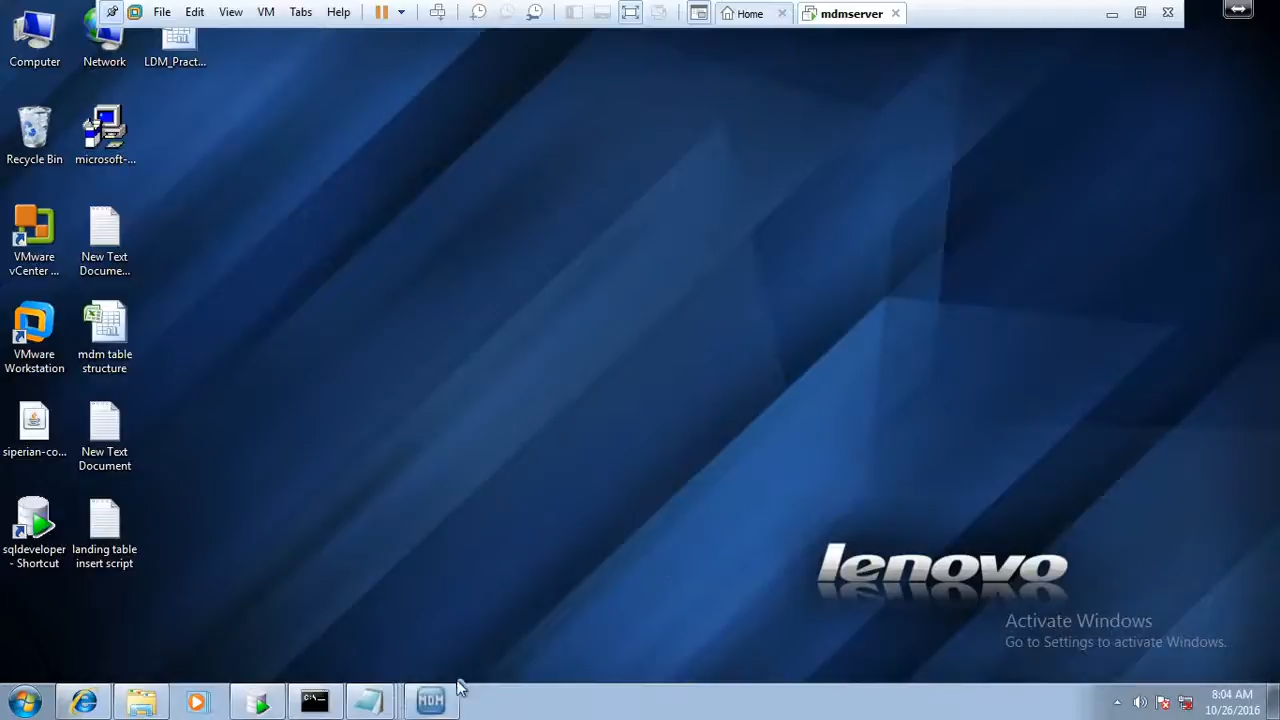 File Edit View VM Tabs Help
Home
mdmserver
Computer
Network
LDM_Pract...
Recycle Bin
microsoft-...
VMware
vCenter ...
New Text
Docume...
VMware
Workstation
mdm table
structure
siperian-co...
New Text
Document
sqldeveloper
- Shortcut
landing table
insert script
lenovo
Activate Windows
Go to Settings to activate Windows.
C:\_
MDM
8:04 AM
10/26/2016